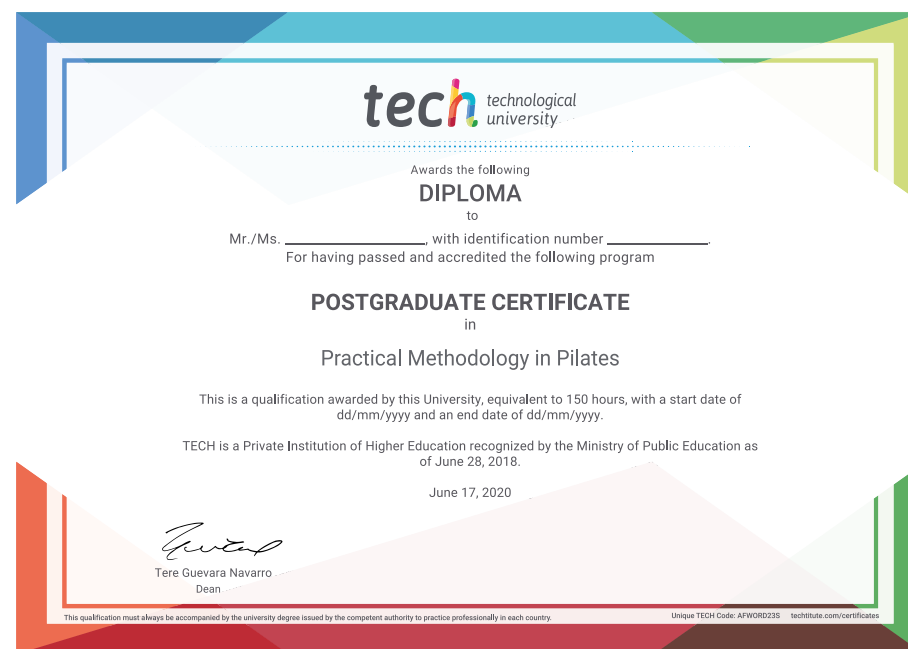 tech technological
university
Awards the following
DIPLOMA
to
Mr./Ms. ____________, with identification number ____________.
For having passed and accredited the following program
POSTGRADUATE CERTIFICATE
in
Practical Methodology in Pilates
This is a qualification awarded by this University, equivalent to 150 hours, with a start date of
dd/mm/yyyy and an end date of dd/mm/yyyy.
TECH is a Private Institution of Higher Education recognized by the Ministry of Public Education as
of June 28, 2018.
June 17, 2020
Tere Guevara Navarro
Dean
This qualification must always be accompanied by the university degree issued by the competent authority to practice professionally in each country.
Unique TECH Code: AFWORD23S techtitute.com/certificates